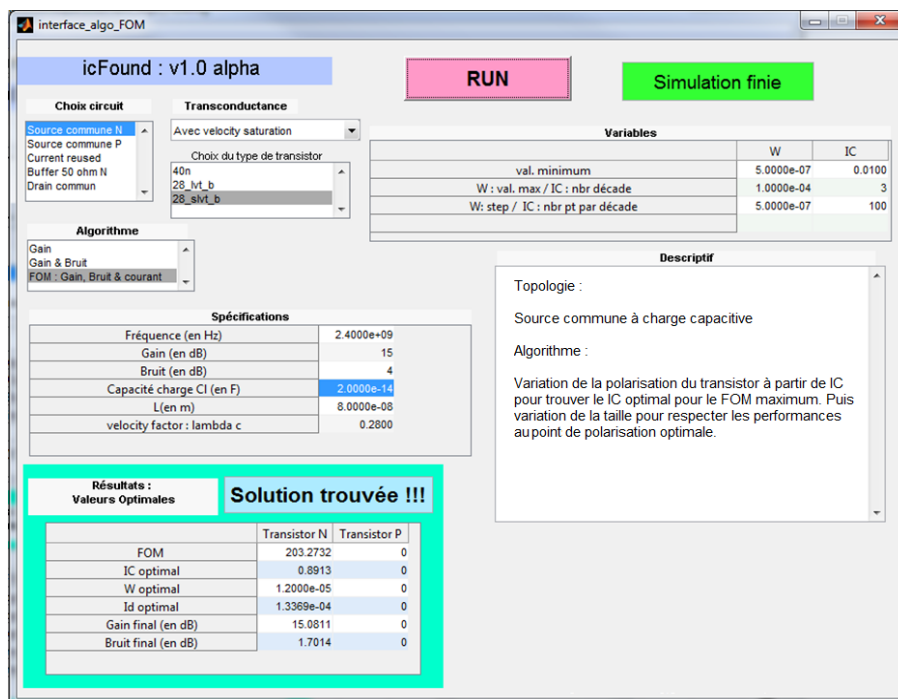 interface_algo_FOM
icFound : v1.0 alpha
RUN
Simulation finie
Choix circuit
Source commune N
Source commune P
Current reused
Buffer 50 ohm N
Drain commun
Transconductance
Avec velocity saturation
Choix du type de transistor
40n
28_lvt_b
28_slvt_b
Variables
W IC
val. minimum 5.0000e-07 0.0100
W : val. max / IC : nbr décade 1.0000e-04 3
W: step / IC : nbr pt par décade 5.0000e-07 100
Algorithme
Gain
Gain & Bruit
FOM : Gain, Bruit & courant
Descriptif
Topologie :
Source commune à charge capacitive
Algorithme :
Variation de la polarisation du transistor à partir de IC
pour trouver le IC optimal pour le FOM maximum. Puis
variation de la taille pour respecter les performances
au point de polarisation optimale.
Spécifications
Fréquence (en Hz) 2.4000e+09
Gain (en dB) 15
Bruit (en dB) 4
Capacité charge Cl (en F) 2.0000e-14
L(en m) 8.0000e-08
velocity factor : lambda c 0.2800
Résultats :
Valeurs Optimales
Solution trouvée !!!
Transistor N Transistor P
FOM 203.2732 0
IC optimal 0.8913 0
W optimal 1.2000e-05 0
Id optimal 1.3369e-04 0
Gain final (en dB) 15.0811 0
Bruit final (en dB) 1.7014 0